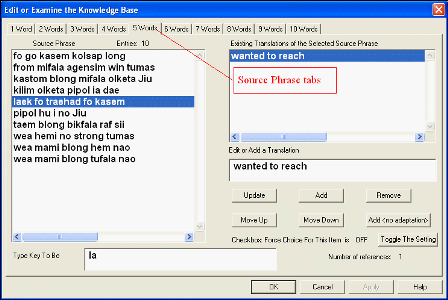 Edit or Examine the Knowledge Base
1 Word 2 Words 3 Words 4 Words 5 Words 6 Words 7 Words 8 Words 9 Words 10 Words
Source Phrase Entries: 10
fo go kasem kolsap long
from mifala agensim win tumas
kastom blong mifala olketa Jiu
kilim olketa pipol ia dae
laek fo traehad fo kasem
pipol hu i no Jiu
taem blong bikfala raf sii
wea hemi no strong tumas
wea mami blong hem nao
wea mami blong tufala nao
Existing Translations of the Selected Source Phrase
wanted to reach
Source Phrase tabs
Edit or Add a Translation
wanted to reach
Update Add Remove
Move Up Move Down Add <no adaptation>
Checkbox: Force Choice For This Item is OFF Toggle The Setting
Type Key To Be la Number of references: 1
OK Cancel Apply Help